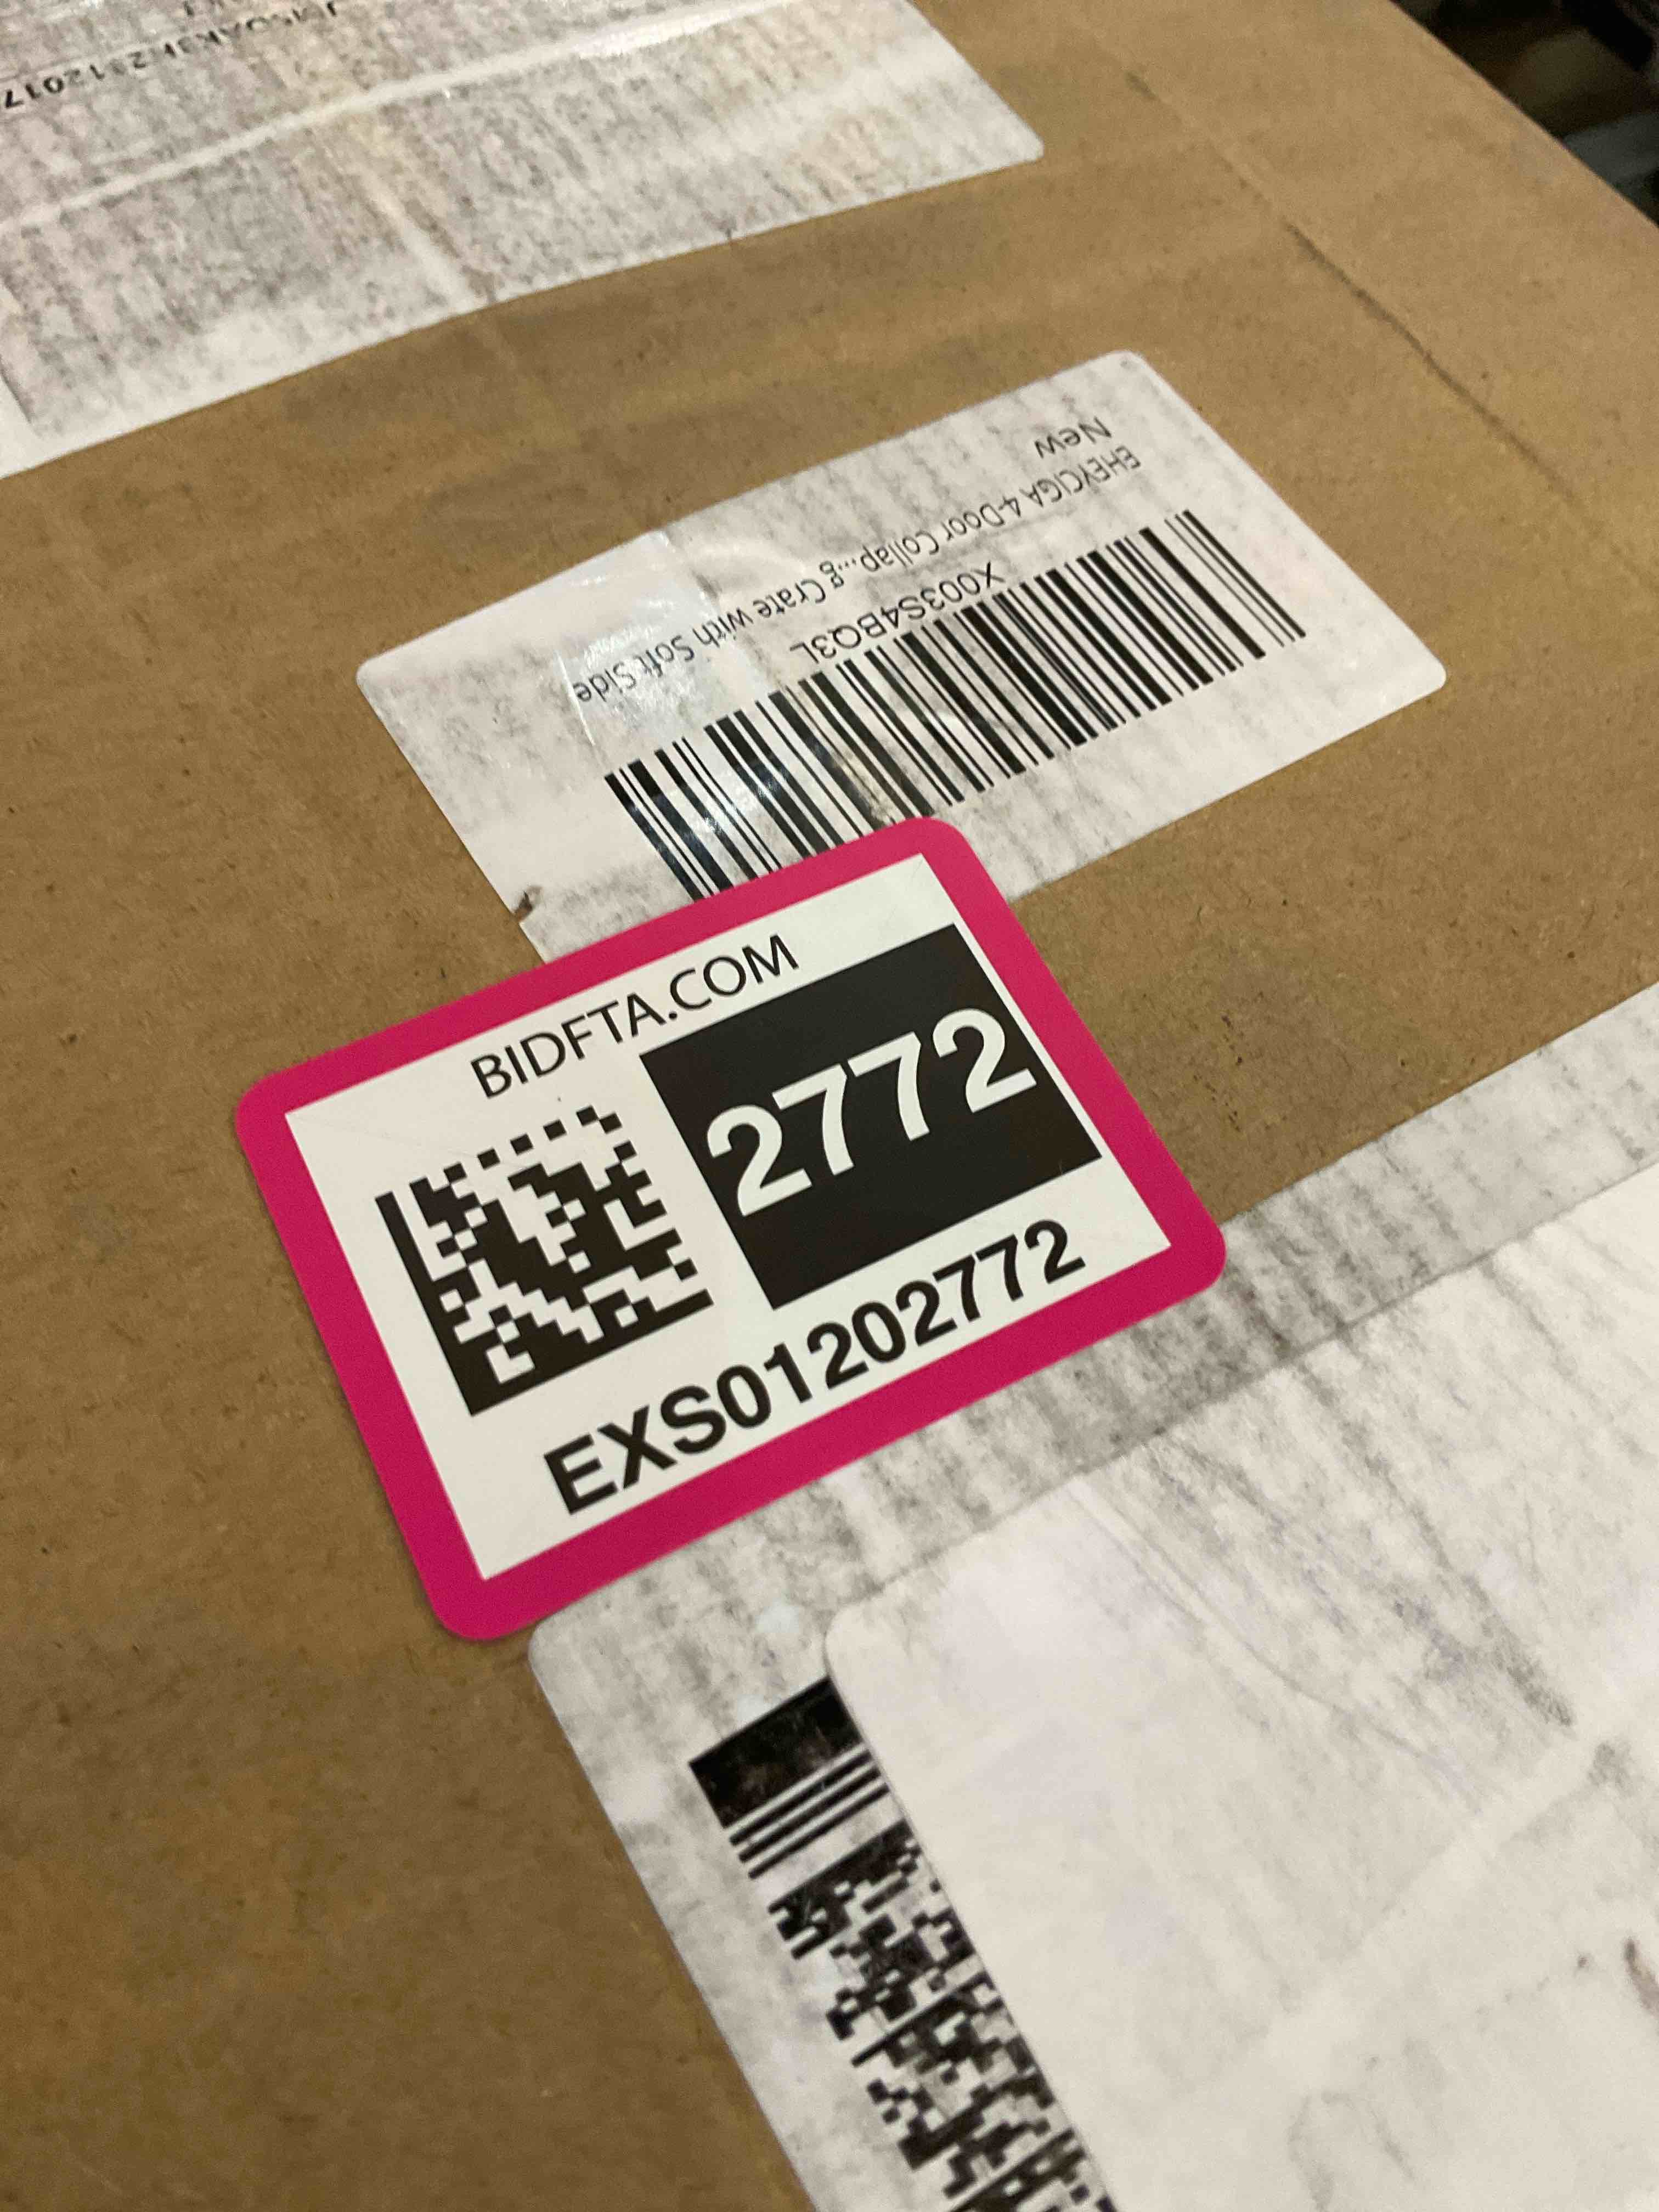 X003S4BQ3L
EHEYCIGA 4-Door Collap...g Crate with Soft Side
New
BIDFTA.COM
2772
EXS01202772